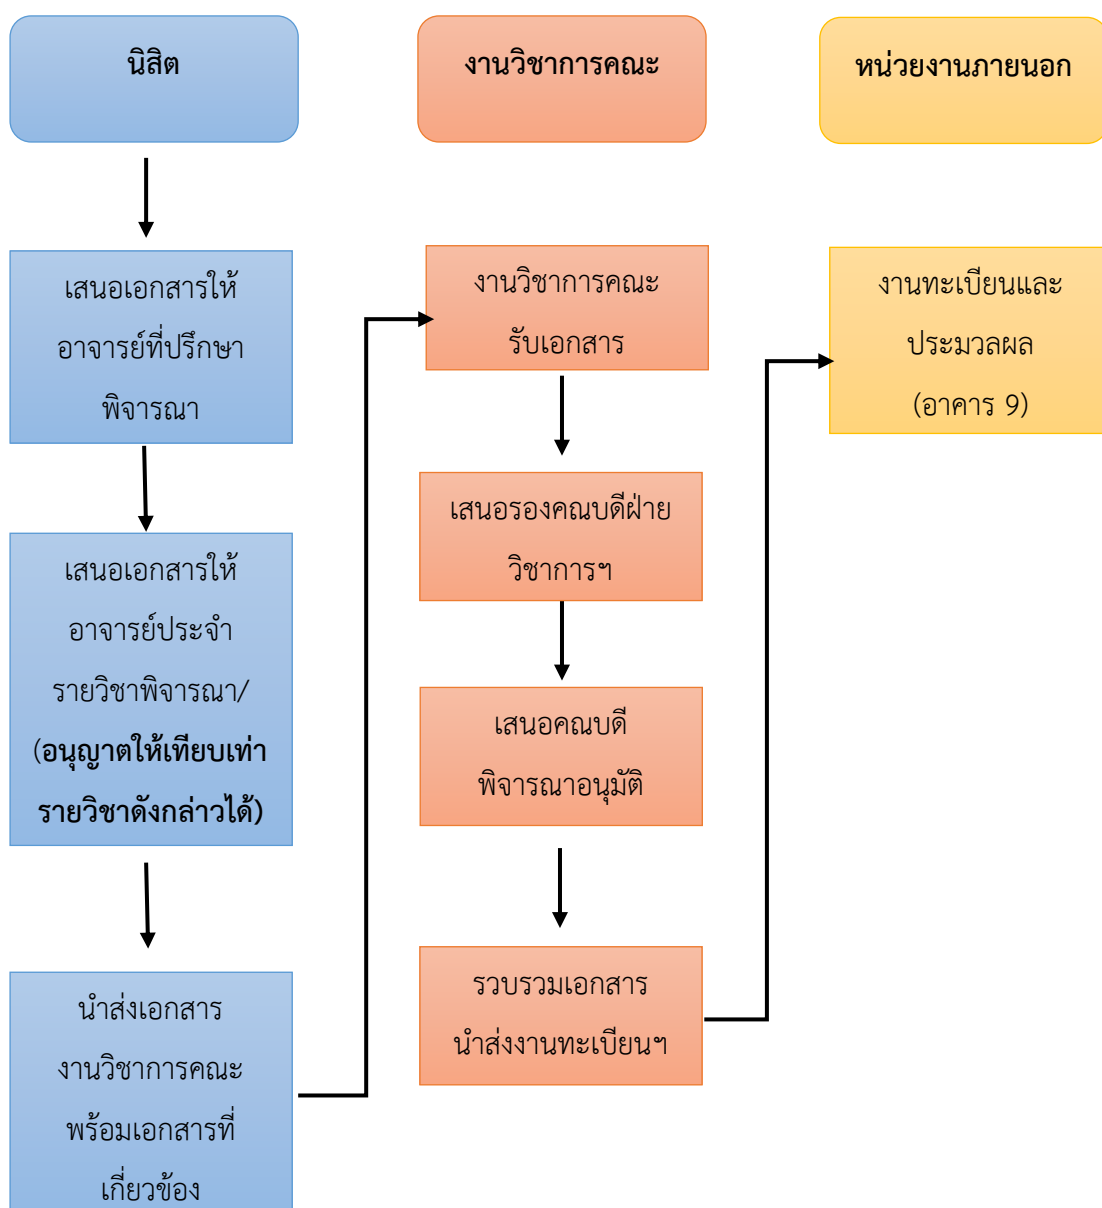 นิสิต
งานวิชาการคณะ
หน่วยงานภายนอก
เสนอเอกสารให้
อาจารย์ที่ปรึกษา
พิจารณา
เสนอเอกสารให้
อาจารย์ประจำ
รายวิชาพิจารณา/
(อนุญาตให้เทียบเท่า
รายวิชาดังกล่าวได้)
นำส่งเอกสาร
งานวิชาการคณะ
พร้อมเอกสารที่
เกี่ยวข้อง
งานวิชาการคณะ
รับเอกสาร
เสนอรองคณบดีฝ่าย
วิชาการฯ
เสนอคณบดี
พิจารณาอนุมัติ
รวบรวมเอกสาร
นำส่งงานทะเบียนฯ
งานทะเบียนและ
ประมวลผล
(อาคาร 9)